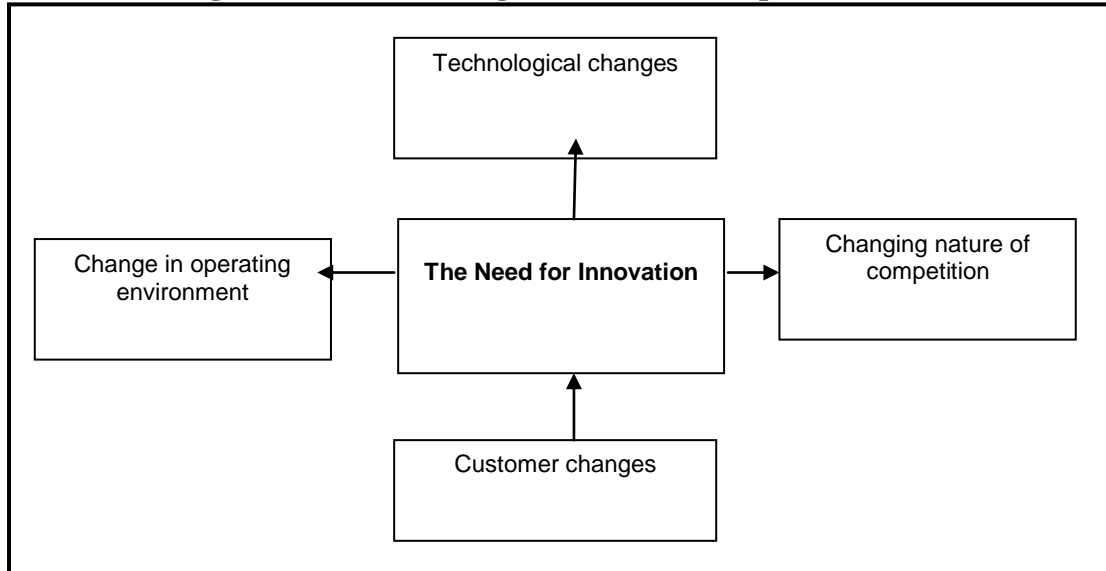 Technological changes
Change in operating
environment
The Need for Innovation
Changing nature of
competition
Customer changes